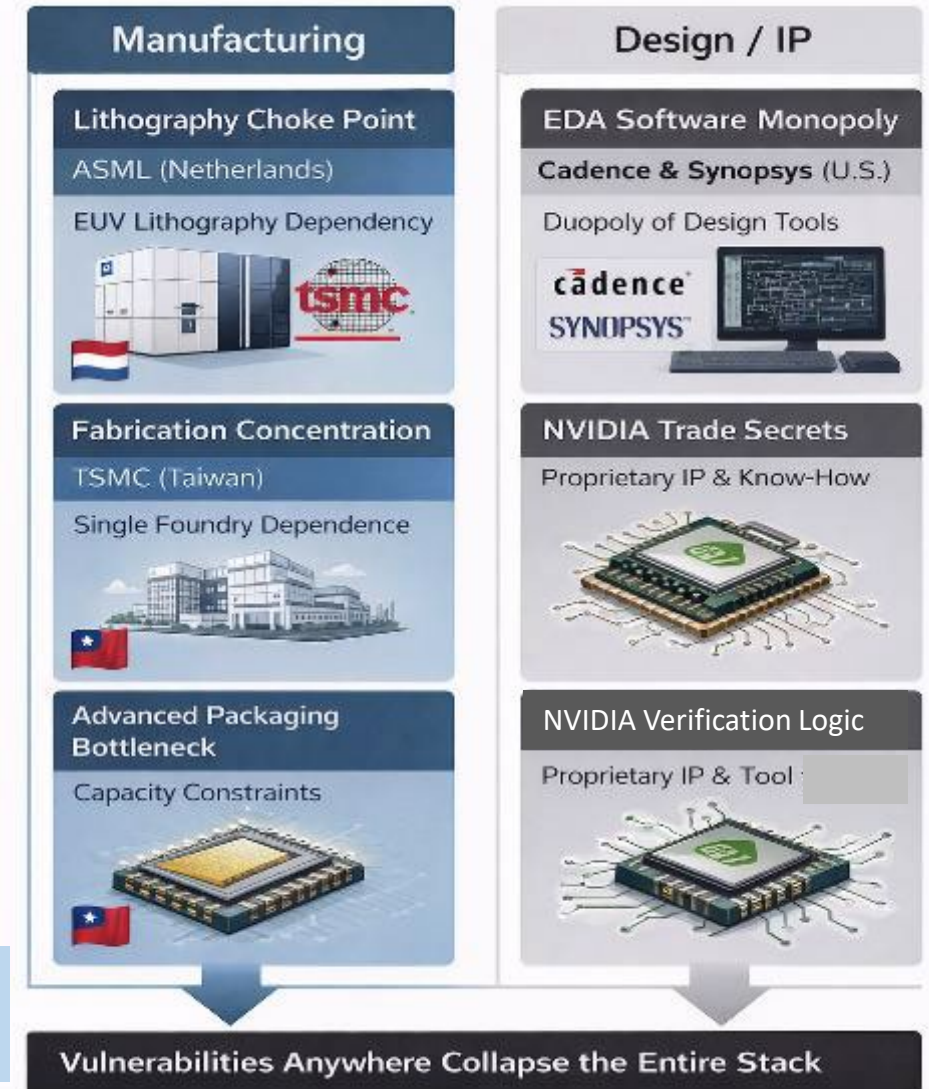 Manufacturing
Lithography Choke Point
ASML (Netherlands)
EUV Lithography Dependency
tsmc
Fabrication Concentration
TSMC (Taiwan)
Single Foundry Dependence
Advanced Packaging
Bottleneck
Capacity Constraints
Design / IP
EDA Software Monopoly
Cadence & Synopsys (U.S.)
Duopoly of Design Tools
cādence
SYNOPSYS
NVIDIA Trade Secrets
Proprietary IP & Know-How
NVIDIA Verification Logic
Proprietary IP & Tool
Vulnerabilities Anywhere Collapse the Entire Stack